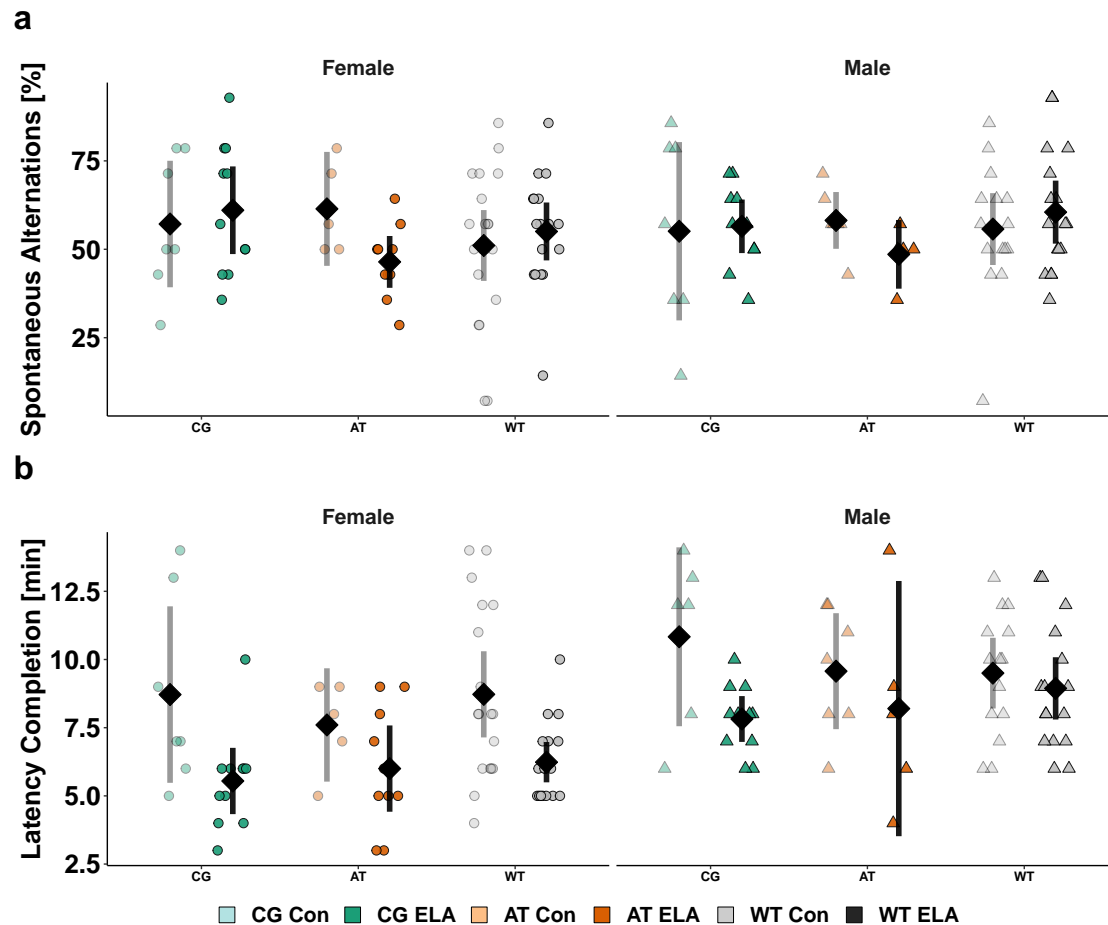 a
Female
Male
Spontaneous Alternations [%]
75
50
25
CG
AT
WT
CG
AT
WT
b
Female
Male
Latency Completion [min]
12.5
10.0
7.5
5.0
2.5
CG
AT
WT
CG
AT
WT
CG Con CG ELA AT Con AT ELA WT Con WT ELA